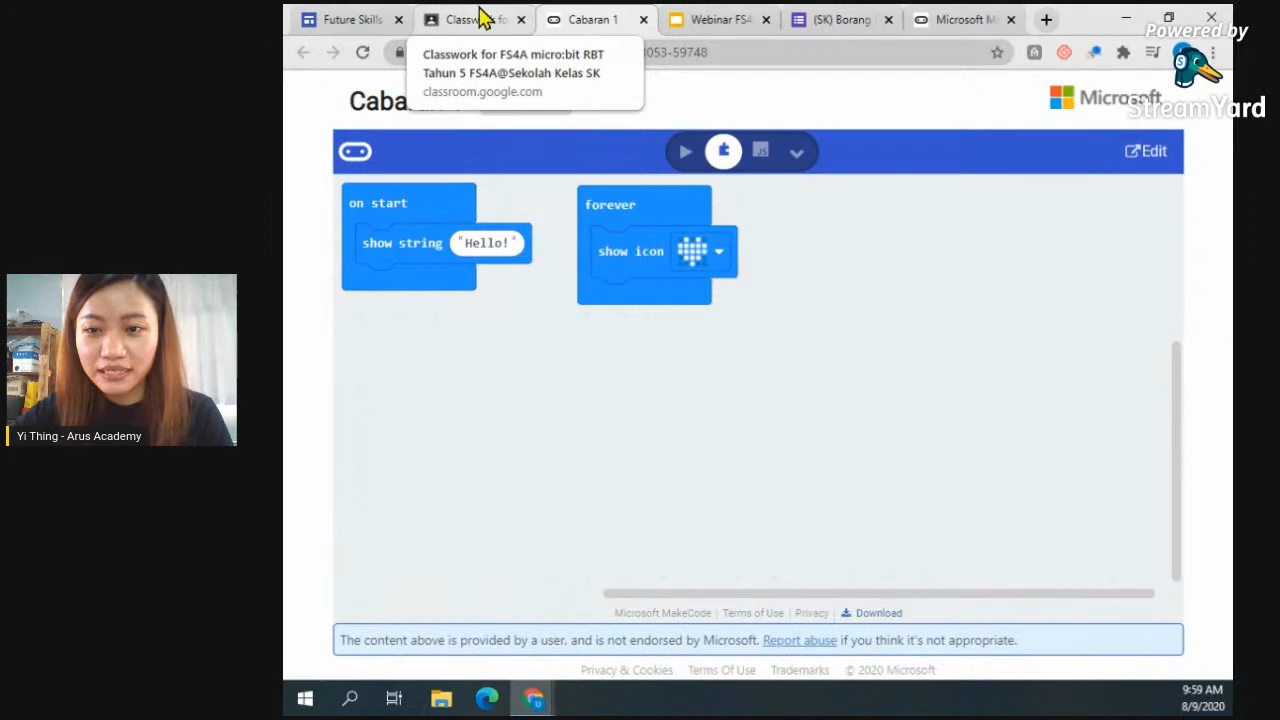 Future Skills
Classw
Cabaran 1
Webinar FS4
(SK) Borang
Microsoft M
Powered by
StreamYard
053-59748
Classwork for FS4A micro:bit RBT
Tahun 5 FS4A@Sekolah Kelas SK
classroom.google.com
Microsoft
JS
Edit
on start
show string "Hello!"
forever
show icon
Yi Thing - Arus Academy
Microsoft MakeCode | Terms of Use | Privacy | Download
The content above is provided by a user, and is not endorsed by Microsoft. Report abuse if you think it's not appropriate.
Privacy & Cookies Terms Of Use Trademarks © 2020 Microsoft
9:59 AM
8/9/2020